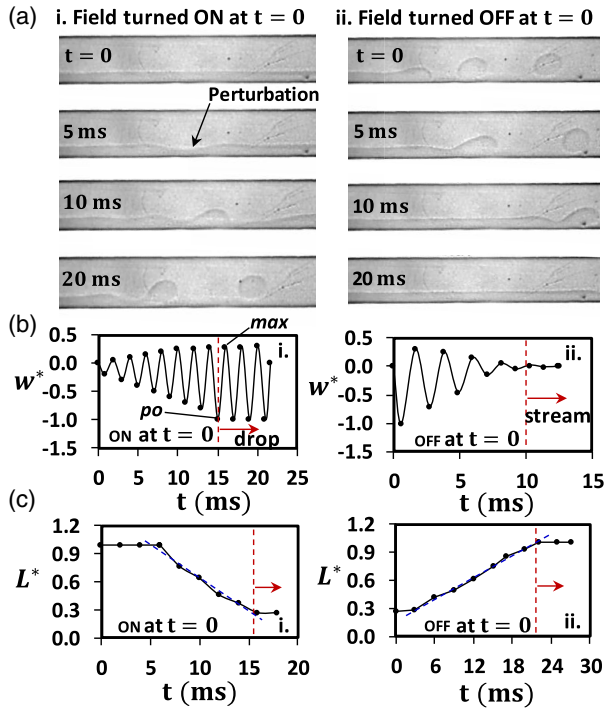 (a) i. Field turned ON at t = 0 ii. Field turned OFF at t = 0
t = 0
Perturbation
5 ms 5 ms
10 ms 10 ms
20 ms 20 ms
(b)
0.5 max i. 0.5 ii.
0.0 0.0
w* -0.5 w* -0.5
-1.0 po -1.0 stream
-1.5 ON at t = 0 drop -1.5 OFF at t = 0
0 5 10 15 20 25 0 5 10 15
t (ms) t (ms)
(c)
1.2 1.2
0.9 0.9
L* 0.6 L* 0.6
0.3 0.3
0.0 ON at t = 0 i. 0.0 OFF at t = 0 ii.
0 5 10 15 20 0 6 12 18 24 30
t (ms) t (ms)